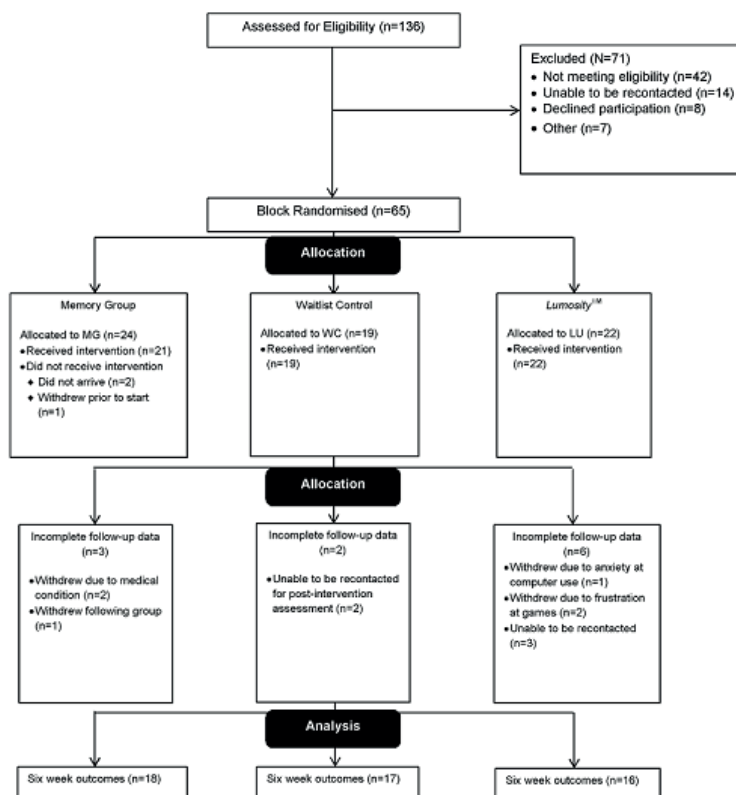 Assessed for Eligibility (n=136)
Excluded (N=71)
• Not meeting eligibility (n=42)
• Unable to be recontacted (n=14)
• Declined participation (n=8)
• Other (n=7)
Block Randomised (n=65)
Allocation
Memory Group
Allocated to MG (n=24)
•Received intervention (n=21)
•Did not receive intervention
♦ Did not arrive (n=2)
♦ Withdrew prior to start
(n=1)
Waitlist Control
Allocated to WC (n=19)
•Received intervention
(n=19)
Lumosity™
Allocated to LU (n=22)
•Received intervention
(n=22)
Allocation
Incomplete follow-up data
(n=3)
•Withdrew due to medical
condition (n=2)
•Withdrew following group
(n=1)
Incomplete follow-up data
(n=2)
•Unable to be recontacted
for post-intervention
assessment (n=2)
Incomplete follow-up data
(n=6)
•Withdrew due to anxiety at
computer use (n=1)
•Withdrew due to frustration
at games (n=2)
•Unable to be recontacted
(n=3)
Analysis
Six week outcomes (n=18)
Six week outcomes (n=17)
Six week outcomes (n=16)